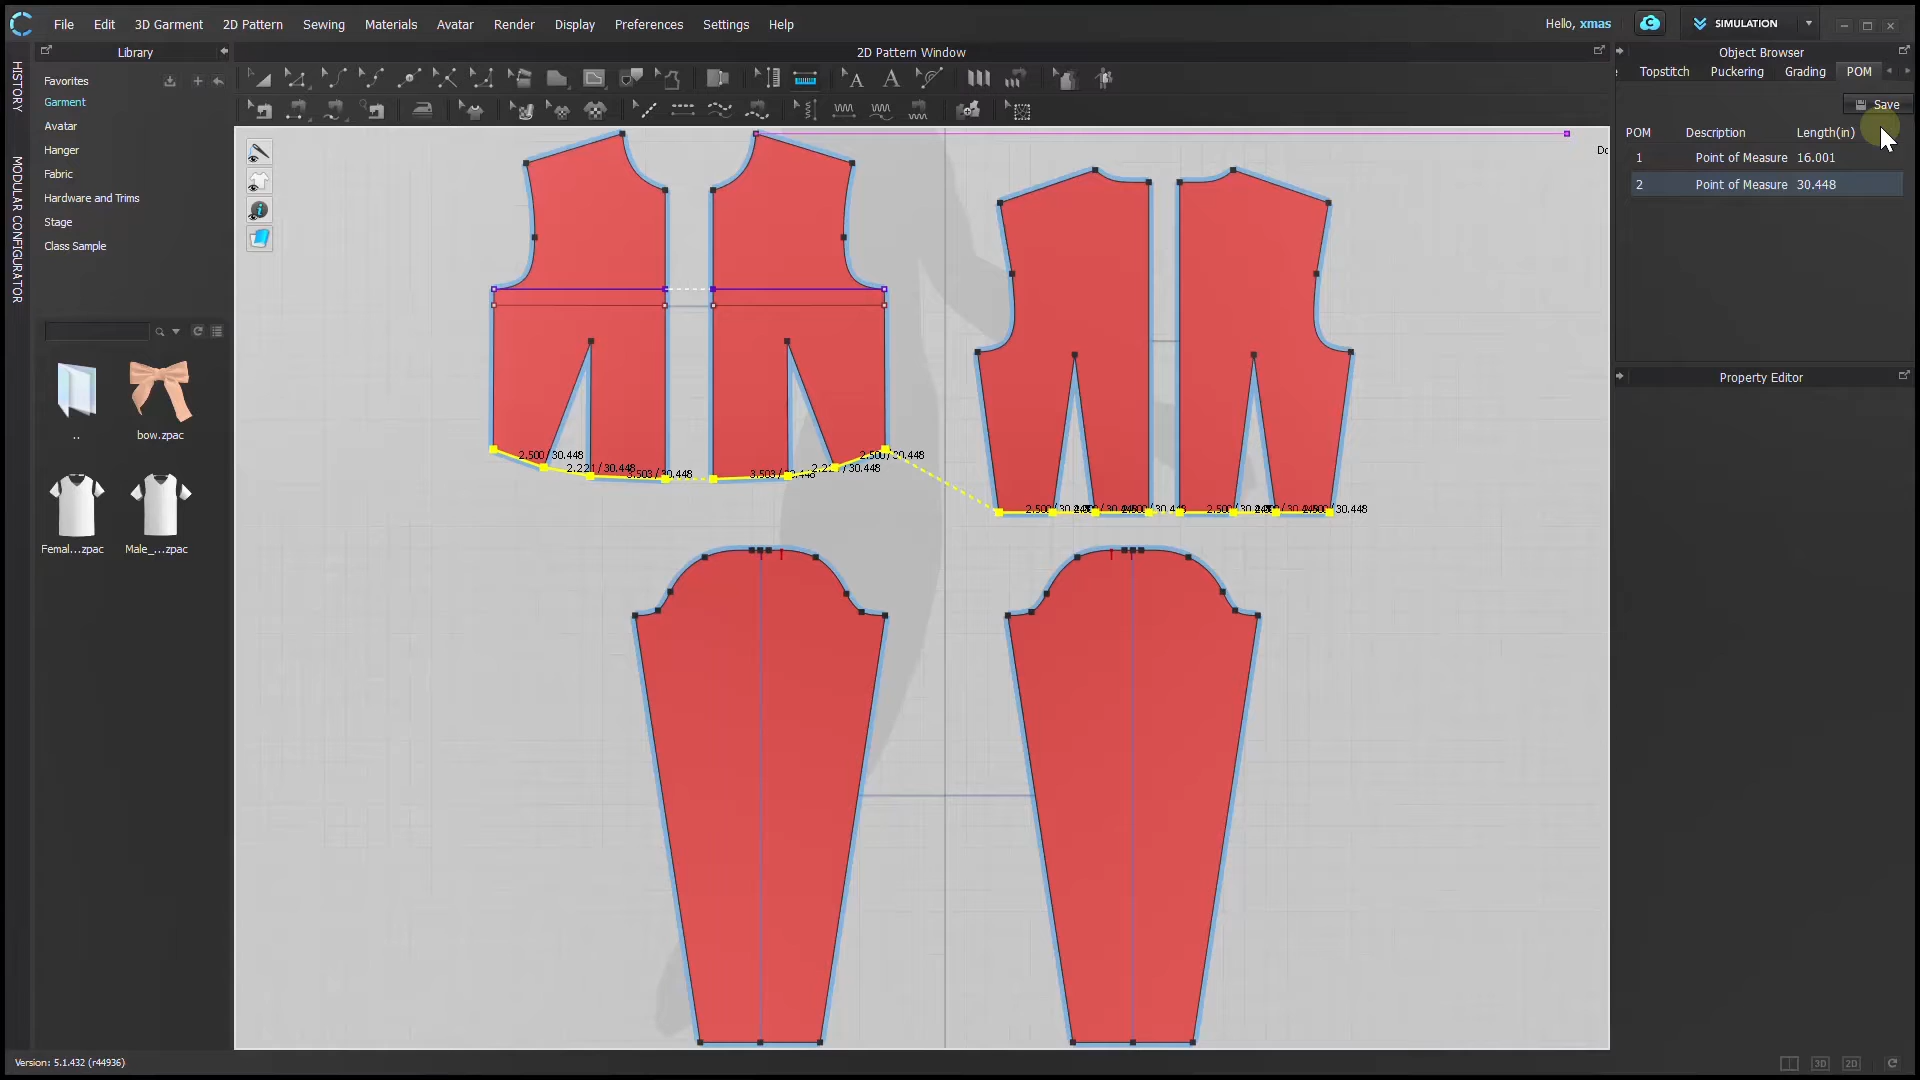 File Edit 3D Garment 2D Pattern Sewing Materials Avatar Render Display Preferences Settings Help
Hello, xmas
SIMULATION
Library
2D Pattern Window
Object Browser
HISTORY
MODULAR CONFIGURATOR
Favorites
Garment
Avatar
Hanger
Fabric
Hardware and Trims
Stage
Class Sample
..
bow.zpac
Femal...zpac
Male_...zpac
Topstitch Puckering Grading POM
Save
POM Description Length(in)
1 Point of Measure 16.001
2 Point of Measure 30.448
Property Editor
2.500 / 30.448
2.221 / 30.448
3.503 / 30.448
2.500 / 30.448
Version: 5.1.432 (r44936)
3D
2D